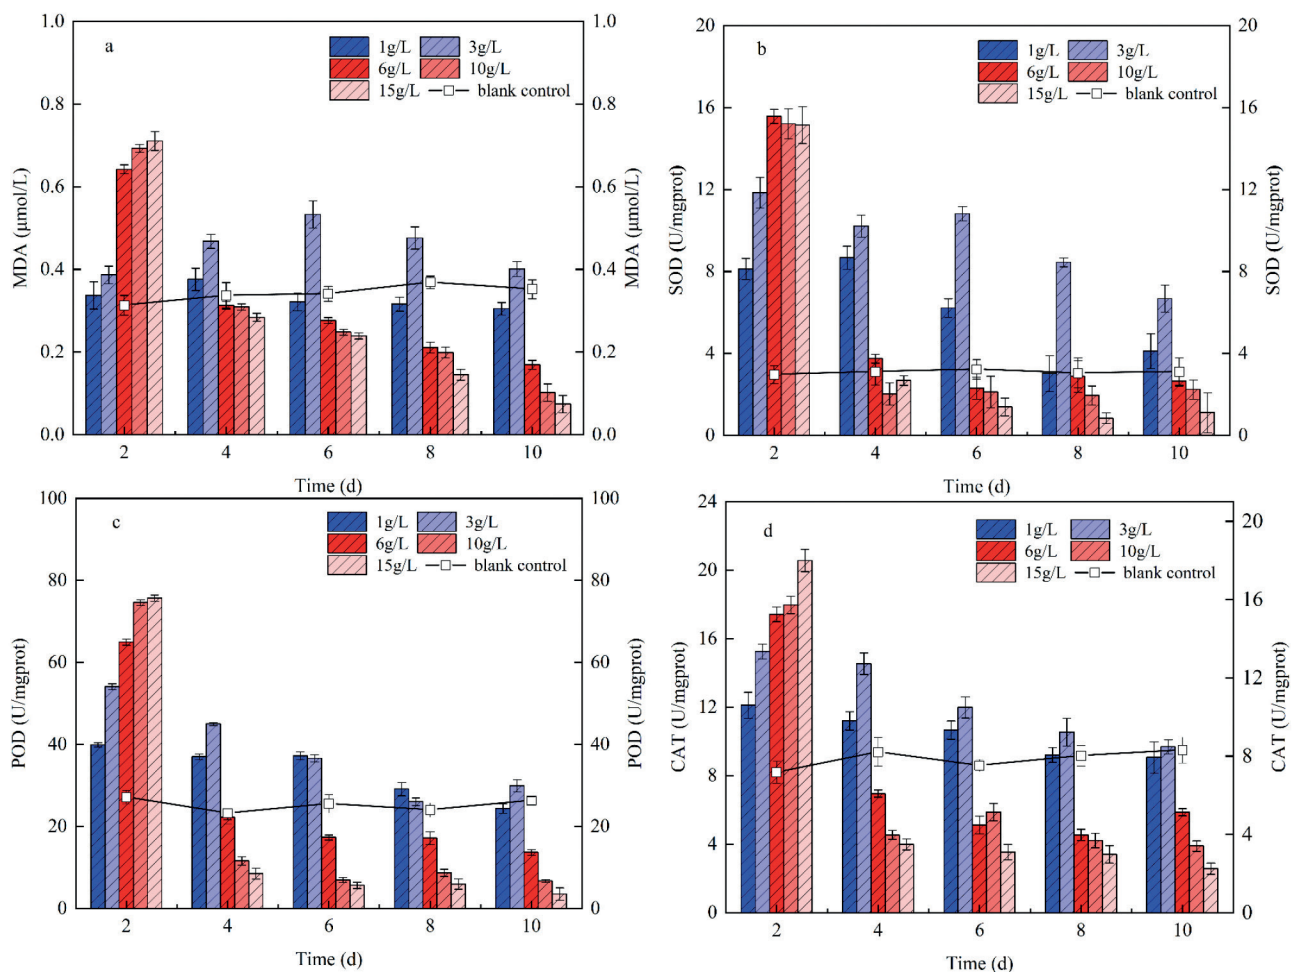 a
1g/L 3g/L
6g/L 10g/L
15g/L blank control
MDA (μmol/L)
1.0
0.8
0.6
0.4
0.2
0.0
2 4 6 8 10
Time (d)
1.0
0.8
0.6
0.4
0.2
0.0
MDA (μmol/L)
b
1g/L 3g/L
6g/L 10g/L
15g/L blank control
SOD (U/mgprot)
20
16
12
8
4
0
2 4 6 8 10
Time (d)
20
16
12
8
4
0
SOD (U/mgprot)
c
1g/L 3g/L
6g/L 10g/L
15g/L blank control
POD (U/mgprot)
100
80
60
40
20
0
2 4 6 8 10
Time (d)
100
80
60
40
20
0
POD (U/mgprot)
d
1g/L 3g/L
6g/L 10g/L
15g/L blank control
CAT (U/mgprot)
24
20
16
12
8
4
0
2 4 6 8 10
Time (d)
20
16
12
8
4
0
CAT (U/mgprot)